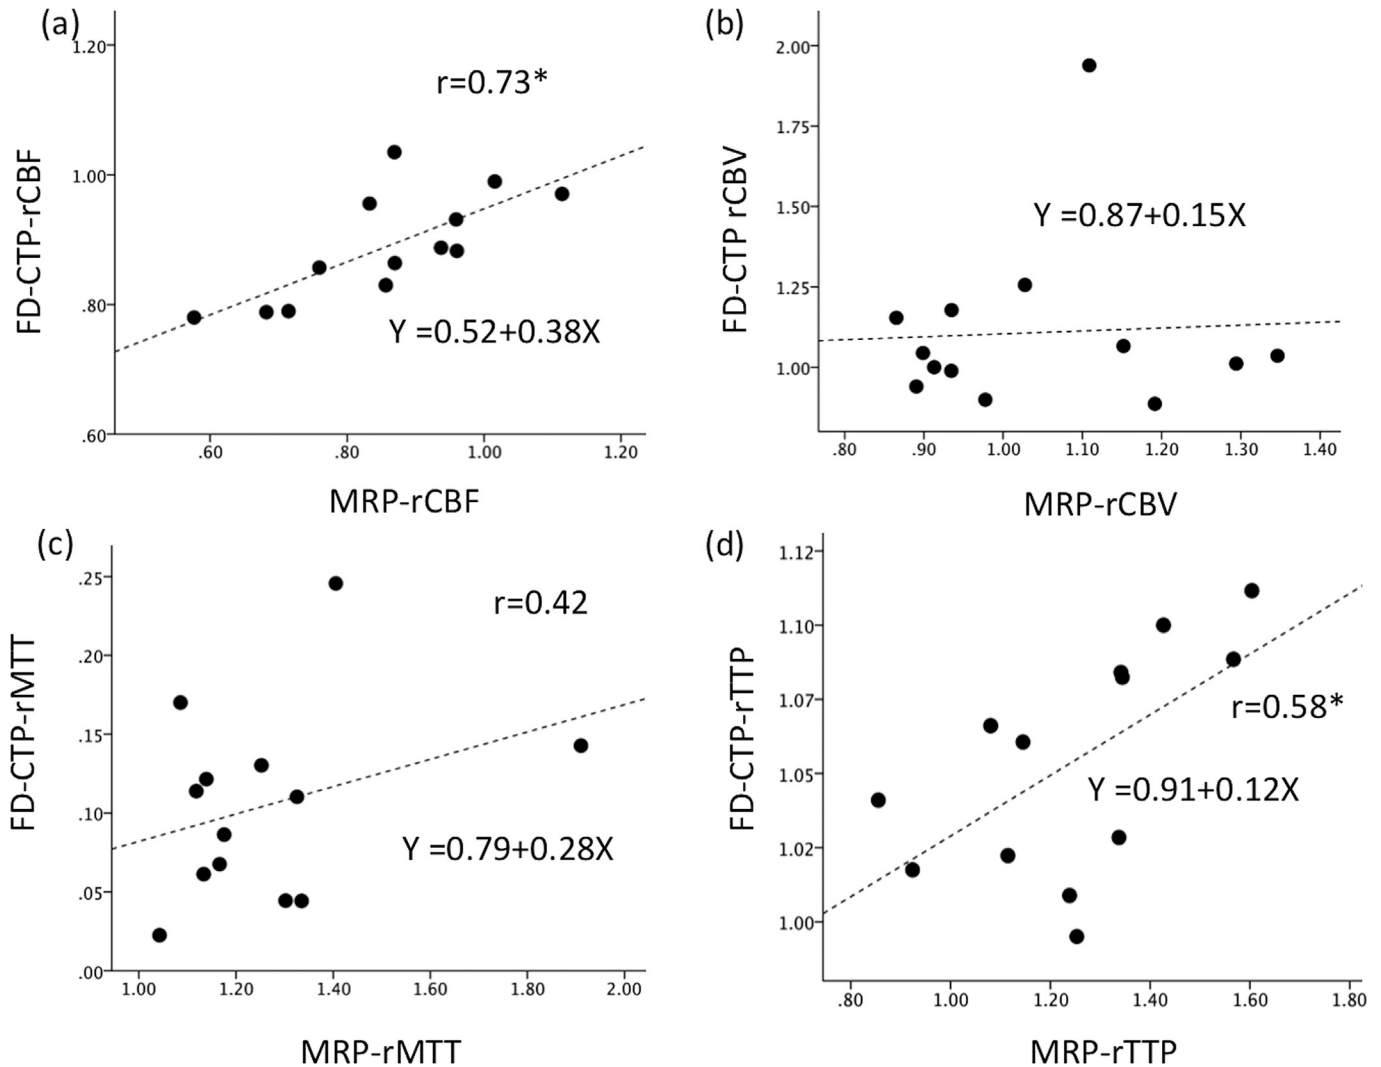 (a)
1.20
1.00
.80
.60
FD-CTP-rCBF
r=0.73*
Y =0.52+0.38X
.60 .80 1.00 1.20
MRP-rCBF
(b)
2.00
1.75
1.50
1.25
1.00
FD-CTP rCBV
Y =0.87+0.15X
.80 .90 1.00 1.10 1.20 1.30 1.40
MRP-rCBV
(c)
.25
.20
.15
.10
.05
.00
FD-CTP-rMTT
r=0.42
Y =0.79+0.28X
1.00 1.20 1.40 1.60 1.80 2.00
MRP-rMTT
(d)
1.12
1.10
1.07
1.05
1.02
1.00
FD-CTP-rTTP
r=0.58*
Y =0.91+0.12X
.80 1.00 1.20 1.40 1.60 1.80
MRP-rTTP